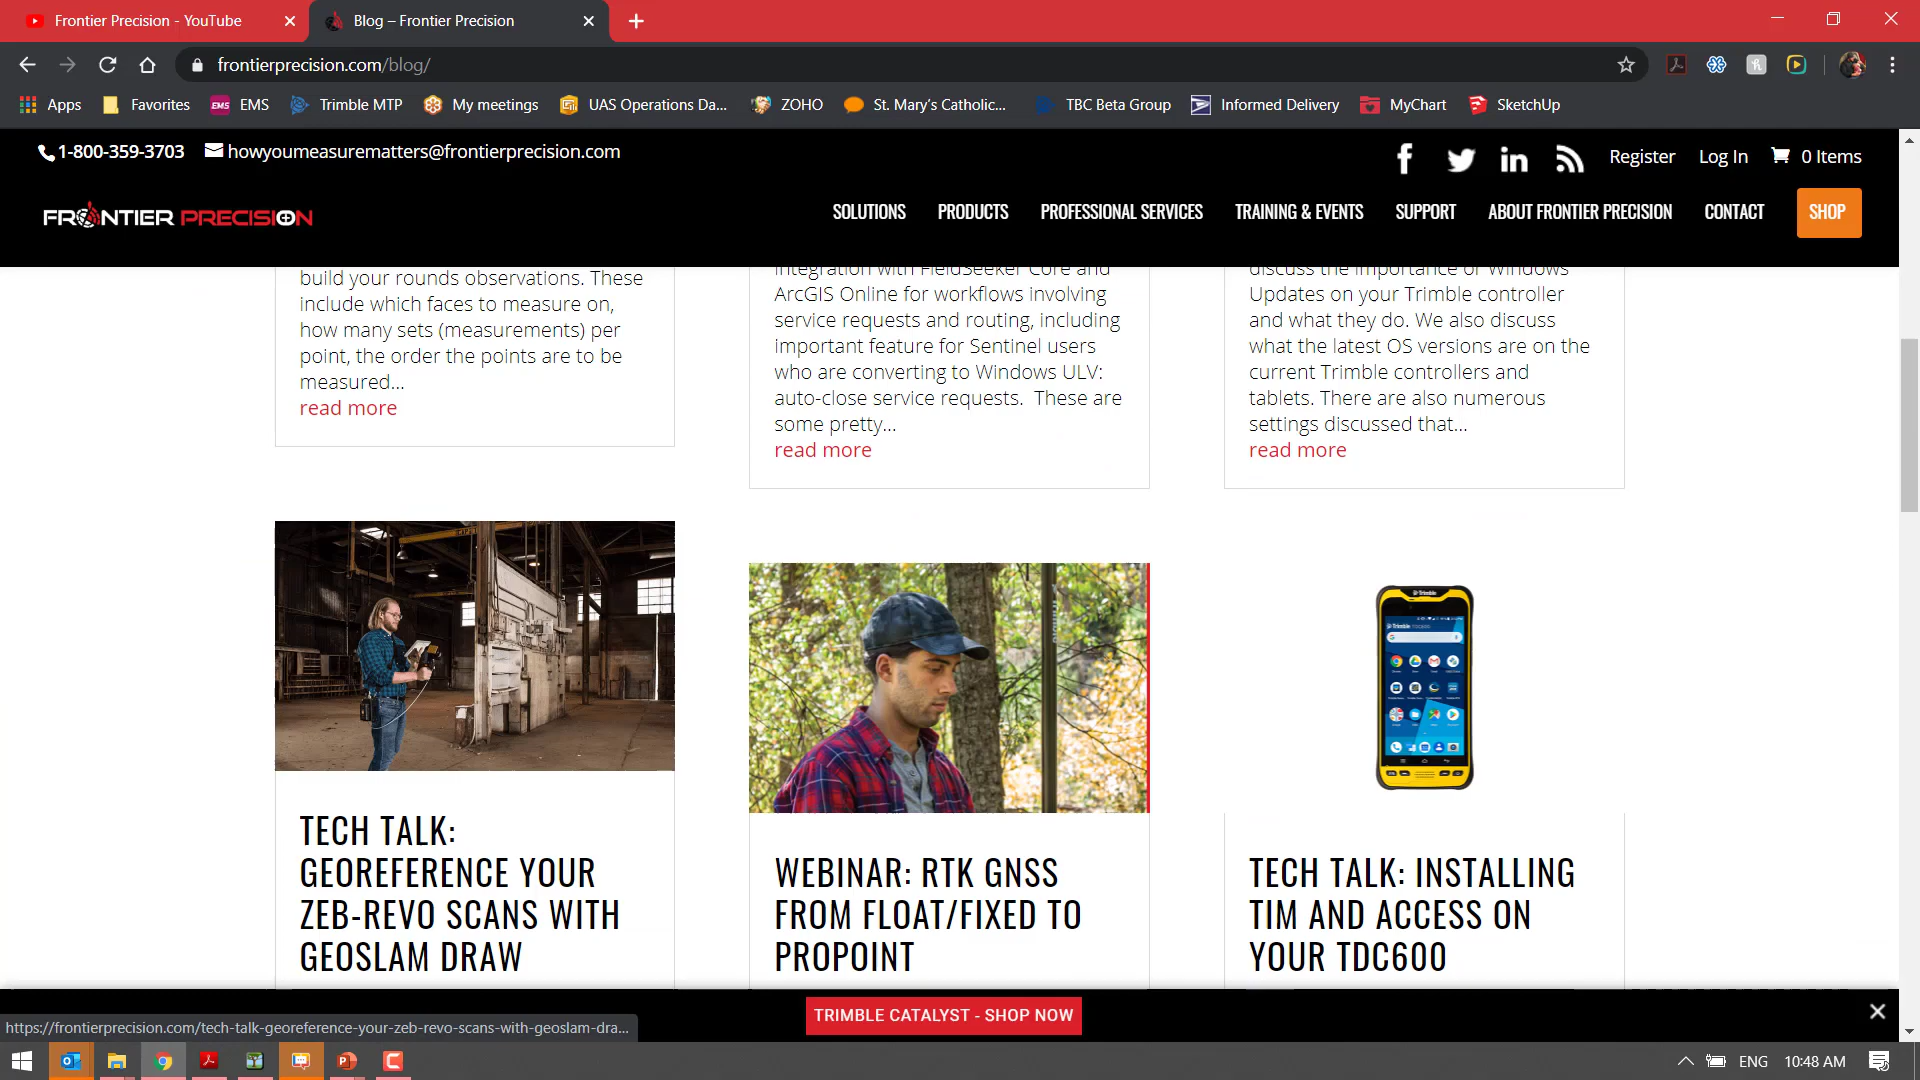 Frontier Precision - YouTube
Blog – Frontier Precision
frontierprecision.com/blog/
Apps
Favorites
EMS
EMS
Trimble MTP
My meetings
UAS Operations Da...
ZOHO
St. Mary's Catholic...
TBC Beta Group
Informed Delivery
MyChart
SketchUp
1-800-359-3703
howyoumeasurematters@frontierprecision.com
Register
Log In
0 Items
FRONTIER PRECISION
SOLUTIONS
PRODUCTS
PROFESSIONAL SERVICES
TRAINING & EVENTS
SUPPORT
ABOUT FRONTIER PRECISION
CONTACT
SHOP
build your rounds observations. These
include which faces to measure on,
how many sets (measurements) per
point, the order the points are to be
measured...
read more
integration with FieldSeeker Core and
ArcGIS Online for workflows involving
service requests and routing, including
important feature for Sentinel users
who are converting to Windows ULV:
auto-close service requests.  These are
some pretty...
read more
discuss the importance of Windows
Updates on your Trimble controller
and what they do. We also discuss
what the latest OS versions are on the
current Trimble controllers and
tablets. There are also numerous
settings discussed that...
read more
TECH TALK:
GEOREFERENCE YOUR
ZEB-REVO SCANS WITH
GEOSLAM DRAW
WEBINAR: RTK GNSS
FROM FLOAT/FIXED TO
PROPOINT
Trimble
TECH TALK: INSTALLING
TIM AND ACCESS ON
YOUR TDC600
TRIMBLE CATALYST - SHOP NOW
https://frontierprecision.com/tech-talk-georeference-your-zeb-revo-scans-with-geoslam-dra...
ENG
10:48 AM